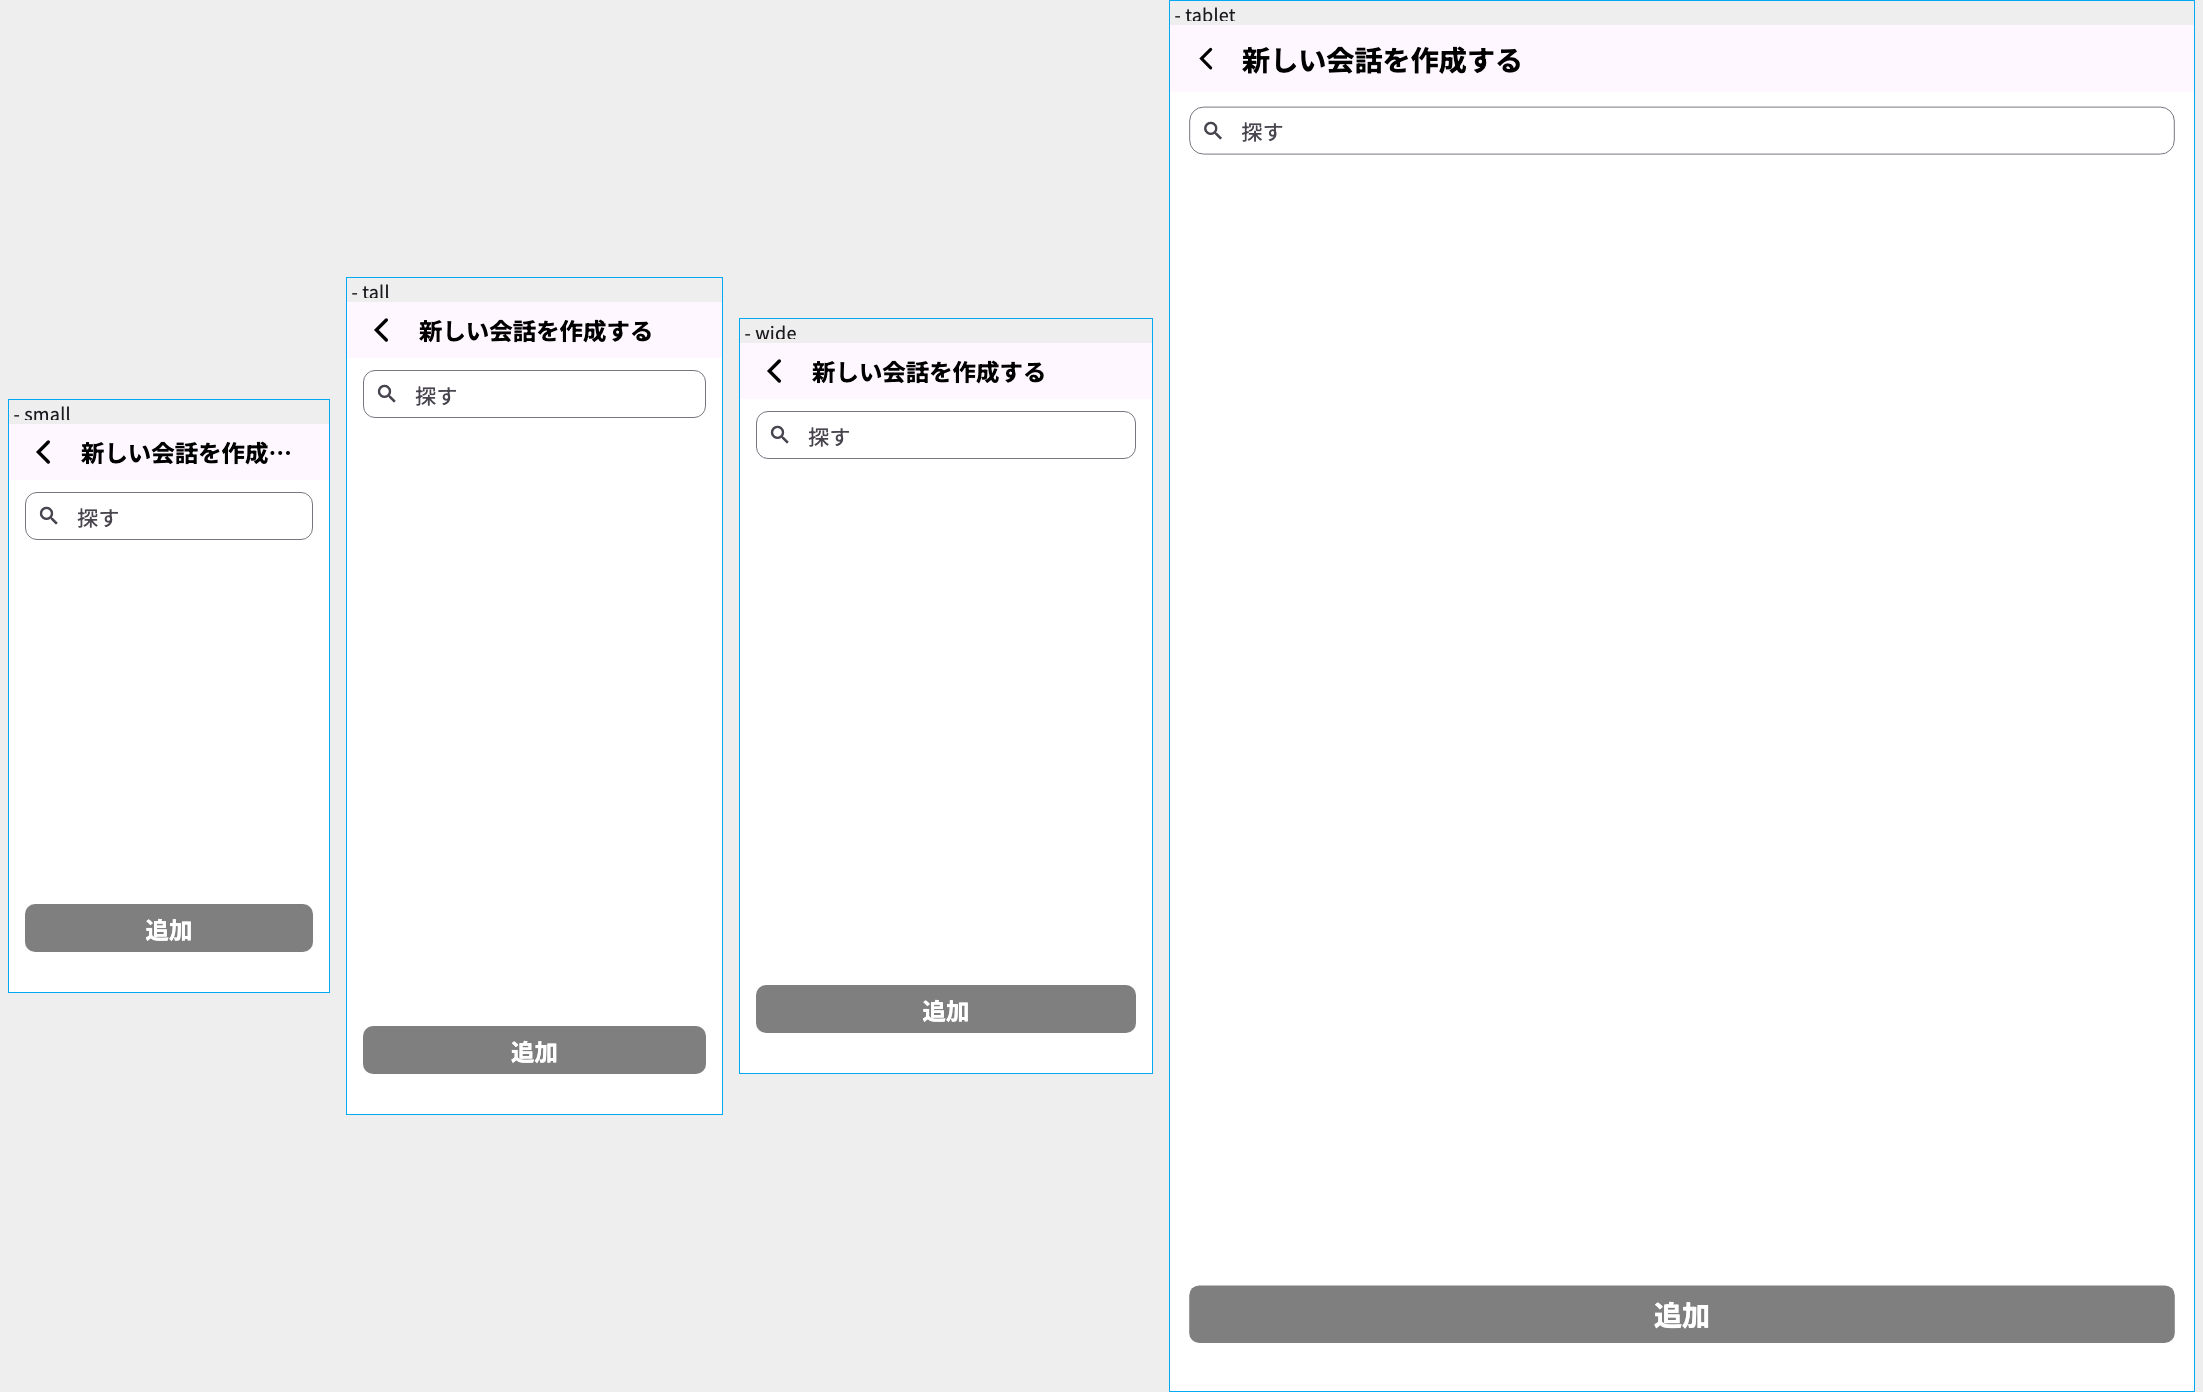 - small
新しい会話を作成…
探す
追加
- tall
新しい会話を作成する
探す
追加
- wide
新しい会話を作成する
探す
追加
- tablet
新しい会話を作成する
探す
追加